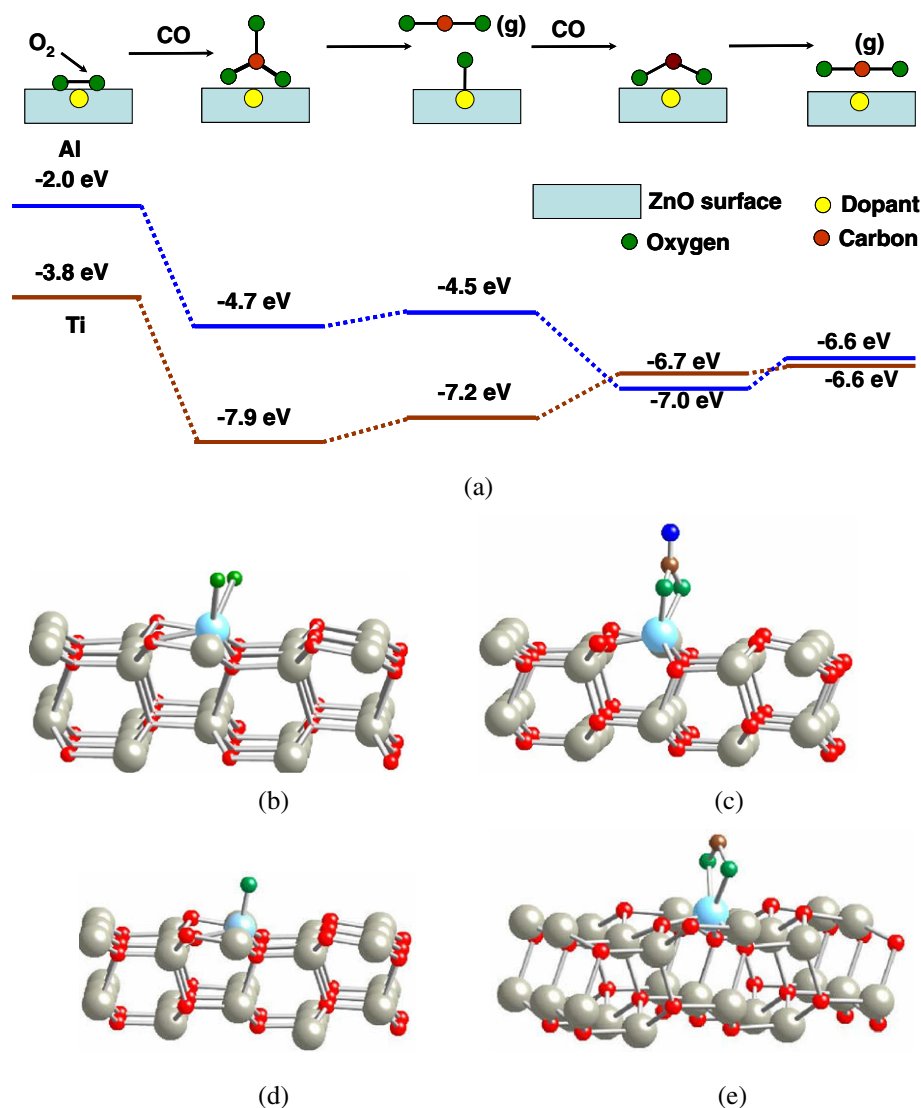 (g)
O2
CO
CO
(g)
Al
-2.0 eV
ZnO surface
Dopant
Oxygen
Carbon
-3.8 eV
Ti
-4.7 eV
-4.5 eV
-6.7 eV
-6.6 eV
-7.9 eV
-7.2 eV
-7.0 eV
-6.6 eV
(a)
(b)
(c)
(d)
(e)